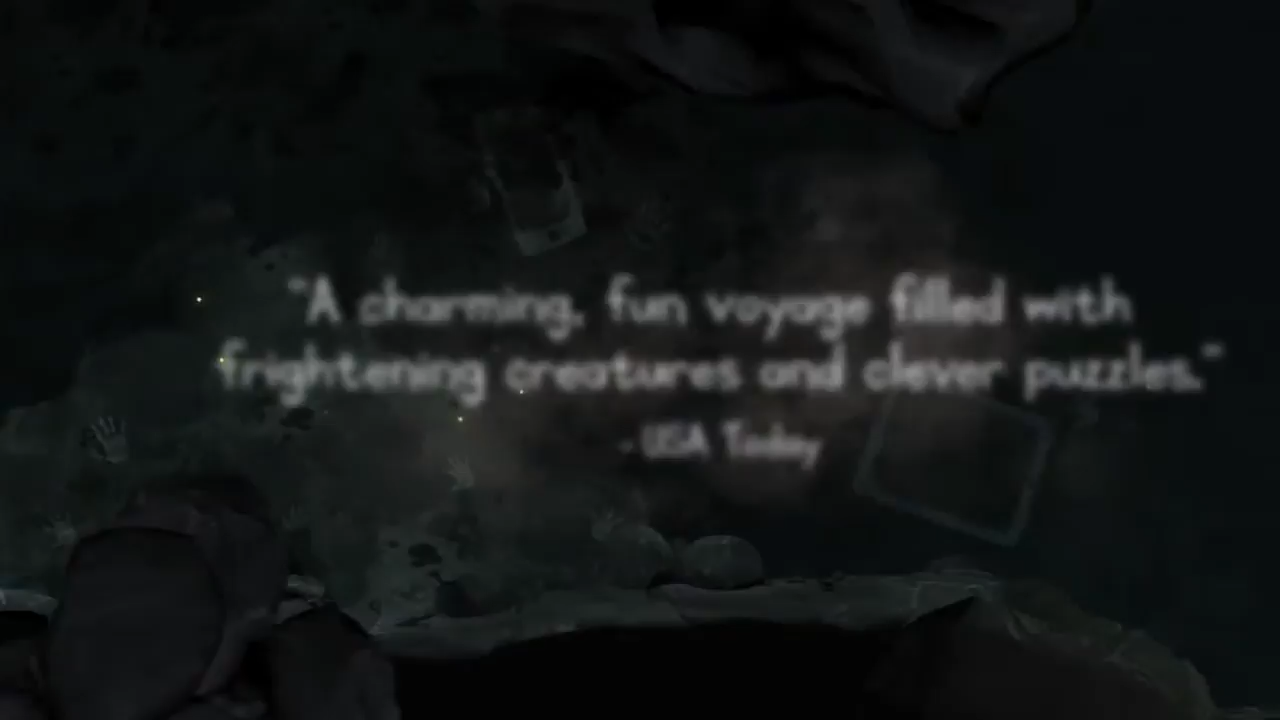 "A charming, fun voyage filled with
frightening creatures and clever puzzles."
- USA Today